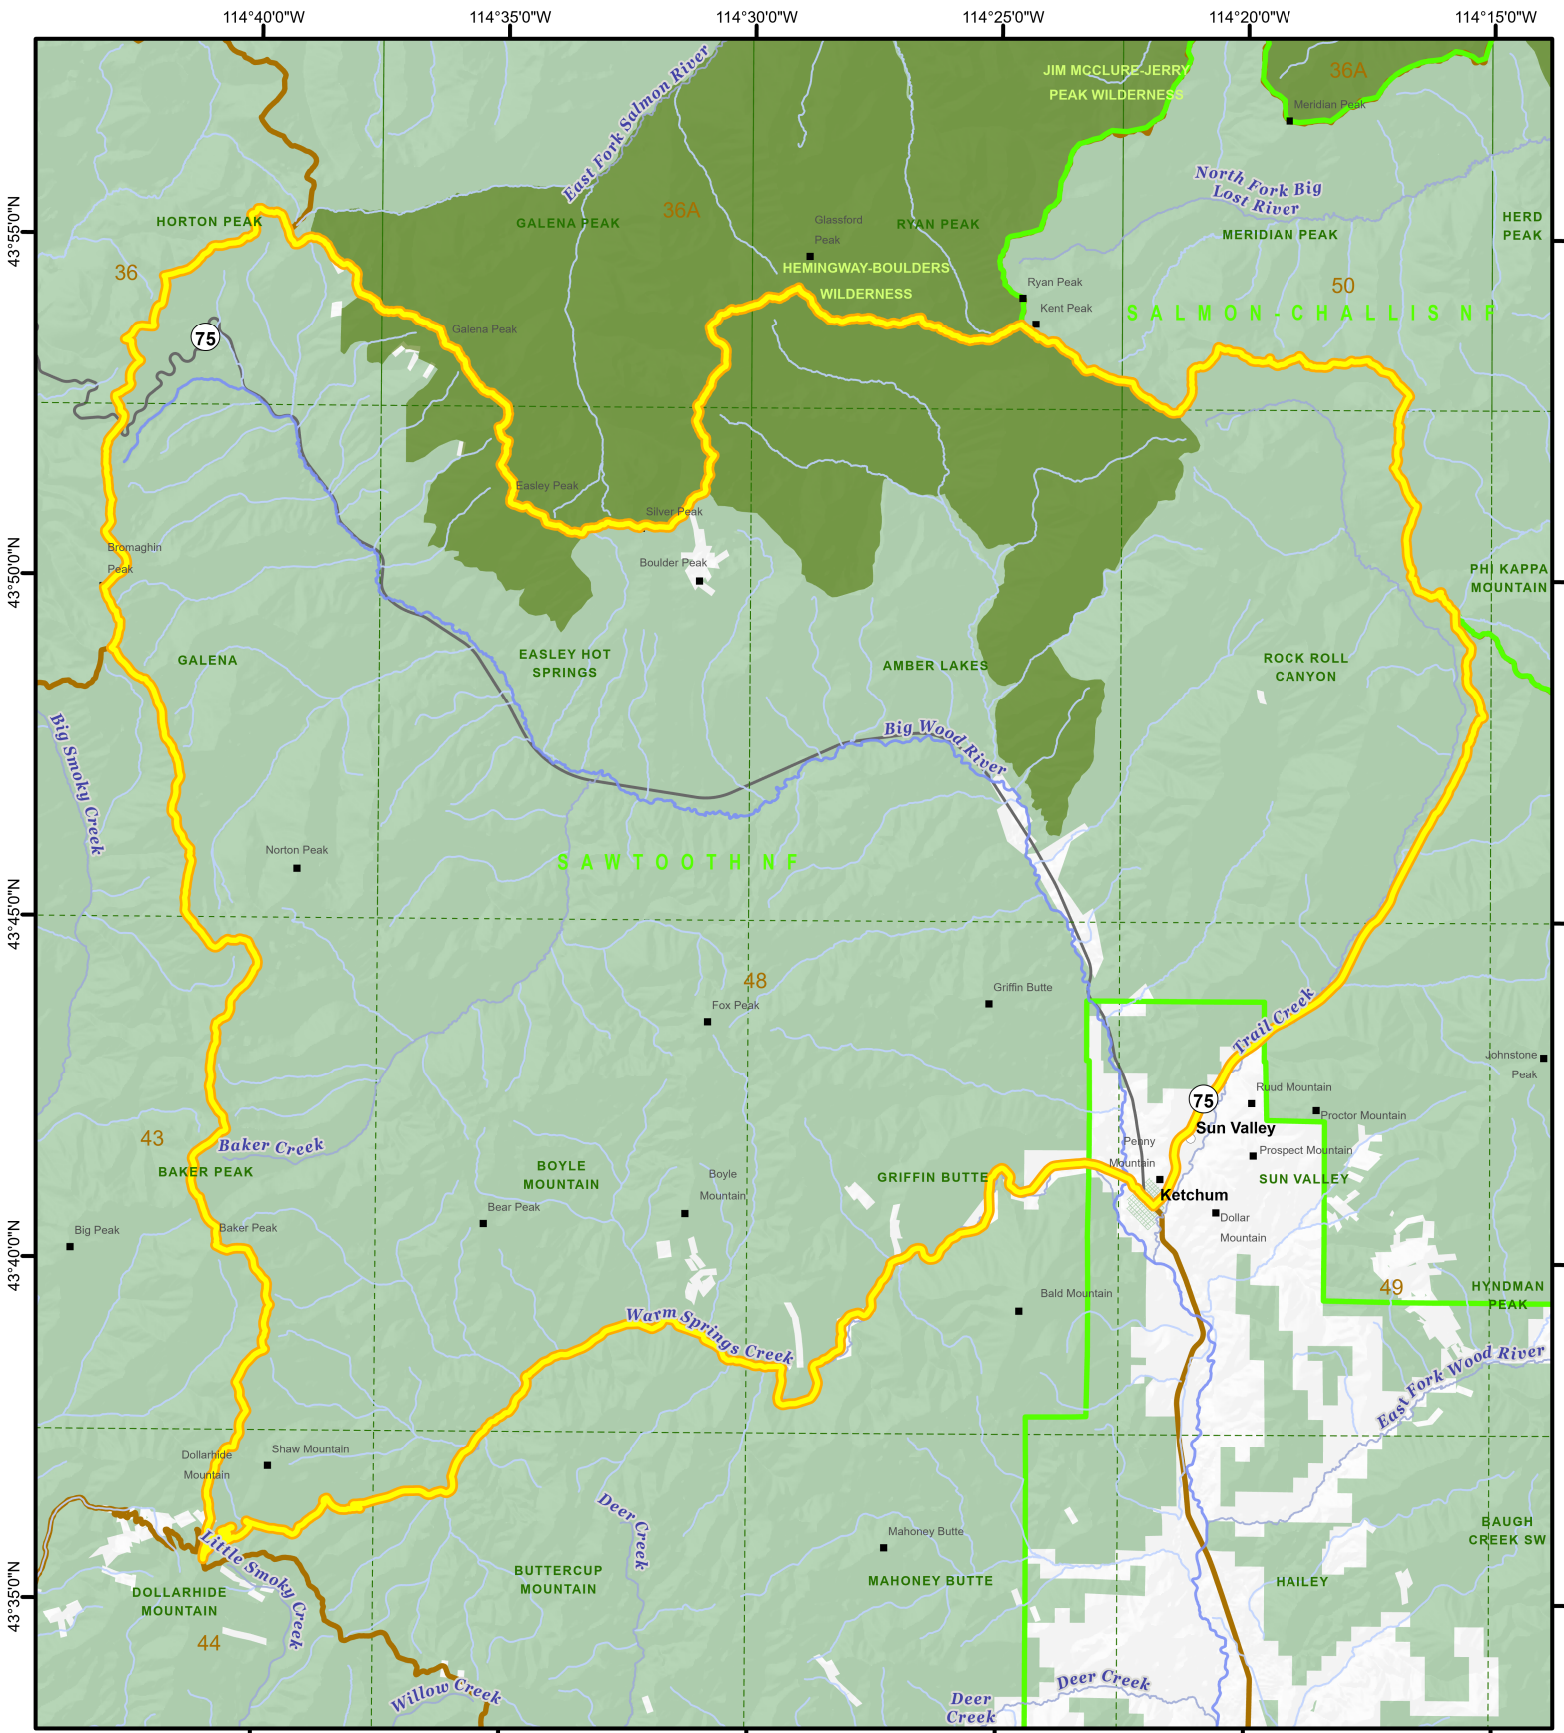 114°40'0"W
114°35'0"W
114°30'0"W
114°25'0"W
114°20'0"W
114°15'0"W
43°55'0"N
43°50'0"N
43°45'0"N
43°40'0"N
43°35'0"N
JIM MCCLURE-JERRY
PEAK WILDERNESS
36A
Meridian Peak
East Fork Salmon River
North Fork Big
Lost River
HORTON PEAK
GALENA PEAK
36A
Glassford
Peak
RYAN PEAK
MERIDIAN PEAK
HERD
PEAK
36
HEMINGWAY-BOULDERS
WILDERNESS
Ryan Peak
Kent Peak
50
SALMON-CHALLIS NF
75
Galena Peak
Easley Peak
Silver Peak
Bromaghin
Peak
Boulder Peak
PHI KAPPA
MOUNTAIN
GALENA
EASLEY HOT
SPRINGS
AMBER LAKES
ROCK ROLL
CANYON
Big Smoky Creek
Big Wood River
Norton Peak
SAWTOOTH NF
48
Fox Peak
Griffin Butte
Trail Creek
Johnstone
Peak
75
Ruud Mountain
Proctor Mountain
Sun Valley
43
Baker Creek
BAKER PEAK
BOYLE
MOUNTAIN
Boyle
Mountain
GRIFFIN BUTTE
Penny
Mountain
Prospect Mountain
SUN VALLEY
Ketchum
Bear Peak
Dollar
Mountain
Big Peak
Baker Peak
Bald Mountain
49
HYNDMAN
PEAK
Warm Springs Creek
East Fork Wood River
Dollarhide
Mountain
Shaw Mountain
Deer Creek
Mahoney Butte
BAUGH
CREEK SW
Little Smoky Creek
DOLLARHIDE
MOUNTAIN
BUTTERCUP
MOUNTAIN
MAHONEY BUTTE
HAILEY
44
Willow Creek
Deer
Creek
Deer Creek